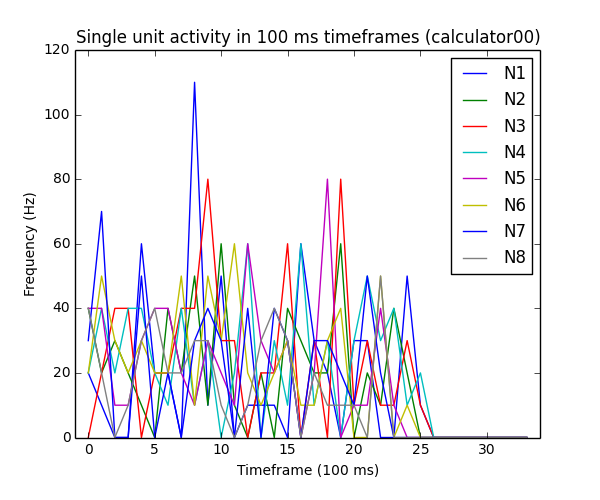 Single unit activity in 100 ms timeframes (calculator00)
120
100
80
60
40
20
0
Frequency (Hz)
N1
N2
N3
N4
N5
N6
N7
N8
0 5 10 15 20 25 30
Timeframe (100 ms)